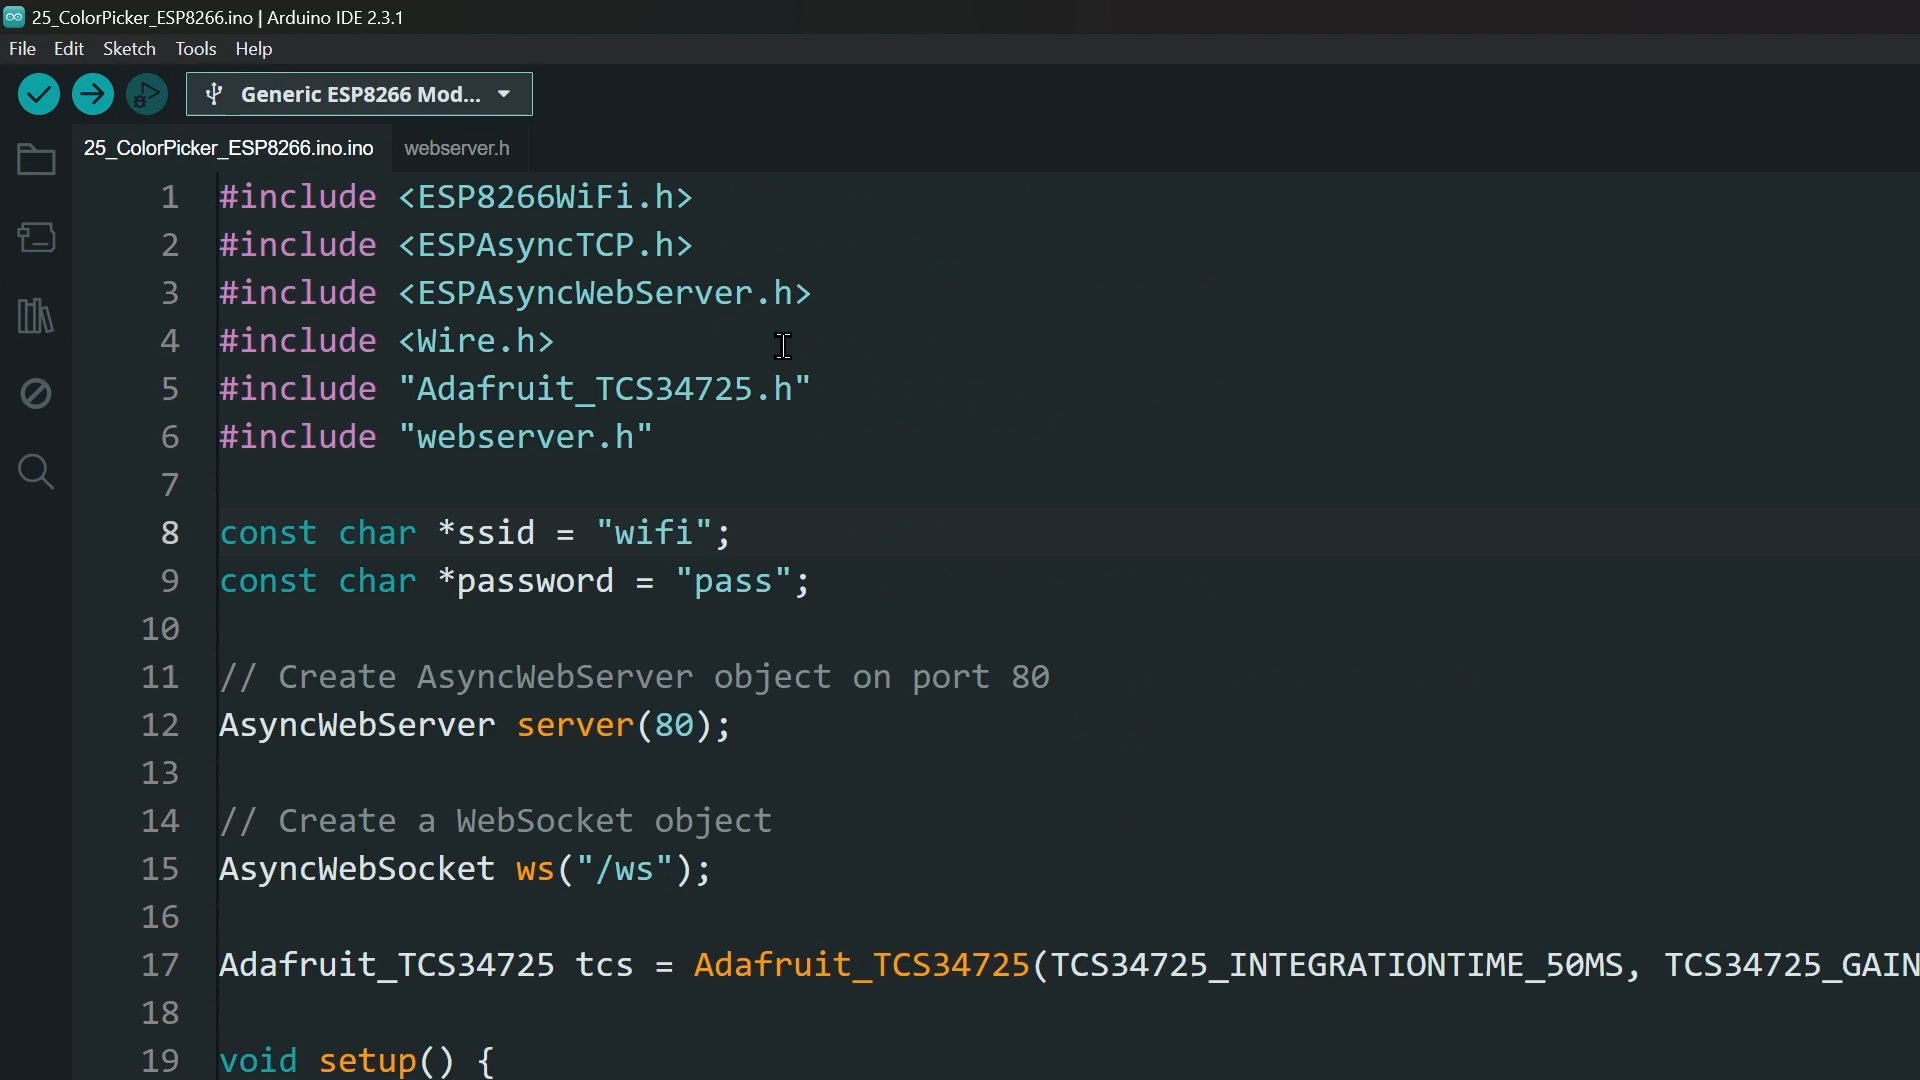 25_ColorPicker_ESP8266.ino | Arduino IDE 2.3.1
File Edit Sketch Tools Help
Generic ESP8266 Mod...
25_ColorPicker_ESP8266.ino.ino webserver.h
1 #include <ESP8266WiFi.h>
2 #include <ESPAsyncTCP.h>
3 #include <ESPAsyncWebServer.h>
4 #include <Wire.h>
5 #include "Adafruit_TCS34725.h"
6 #include "webserver.h"
7
8 const char *ssid = "wifi";
9 const char *password = "pass";
10
11 // Create AsyncWebServer object on port 80
12 AsyncWebServer server(80);
13
14 // Create a WebSocket object
15 AsyncWebSocket ws("/ws");
16
17 Adafruit_TCS34725 tcs = Adafruit_TCS34725(TCS34725_INTEGRATIONTIME_50MS, TCS34725_GAIN
18
19 void setup() {